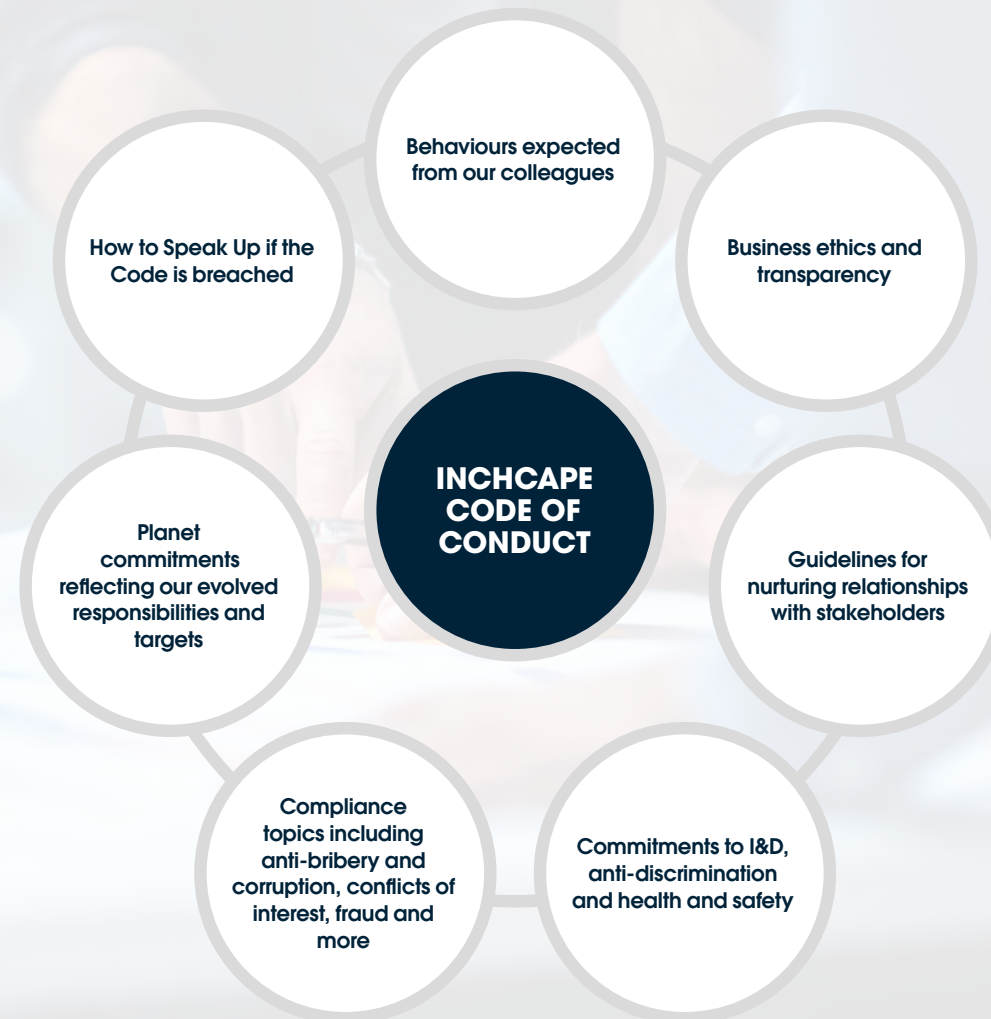 Behaviours expected
from our colleagues
Business ethics and
transparency
Guidelines for
nurturing relationships
with stakeholders
Commitments to I&D,
anti-discrimination
and health and safety
Compliance
topics including
anti-bribery and
corruption, conflicts of
interest, fraud and
more
Planet
commitments
reflecting our evolved
responsibilities and
targets
How to Speak Up if the
Code is breached
INCHCAPE
CODE OF
CONDUCT